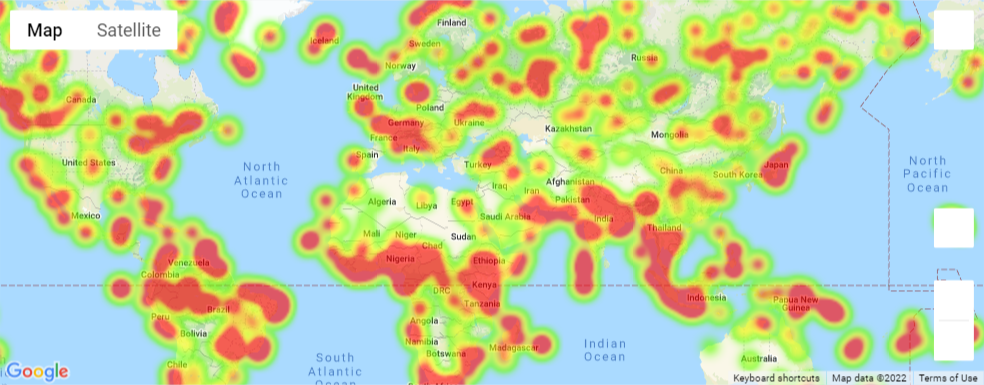 Map Satellite
Finland
Iceland
Sweden
Russia
Norway
Canada
United
Kingdom
Poland
Germany
Ukraine
Kazakhstan
Mongolia
France
Italy
Spain
United States
North
Atlantic
Ocean
Turkey
China
South Korea
Japan
North
Pacific
Ocean
Iraq
Iran
Afghanistan
Algeria
Libya
Egypt
Pakistan
Mexico
Saudi Arabia
India
Mali
Niger
Chad
Sudan
Thailand
Nigeria
Ethiopia
Venezuela
Colombia
DRC
Kenya
Indonesia
Papua New
Guinea
Brazil
Tanzania
Peru
Angola
Bolivia
Namibia
Botswana
Madagascar
Indian
Ocean
Chile
South
Atlantic
Ocean
Australia
Google
Keyboard shortcuts Map data ©2022 Terms of Use